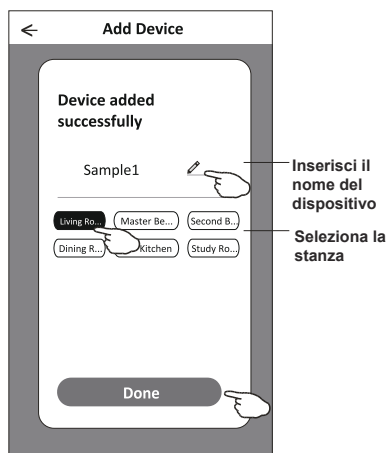 Add Device
Device added
successfully
Sample1
Inserisci il
nome del
dispositivo
Living Ro...
Master Be...
Second B...
Seleziona la
stanza
Dining R...
Kitchen
Study Ro...
Done